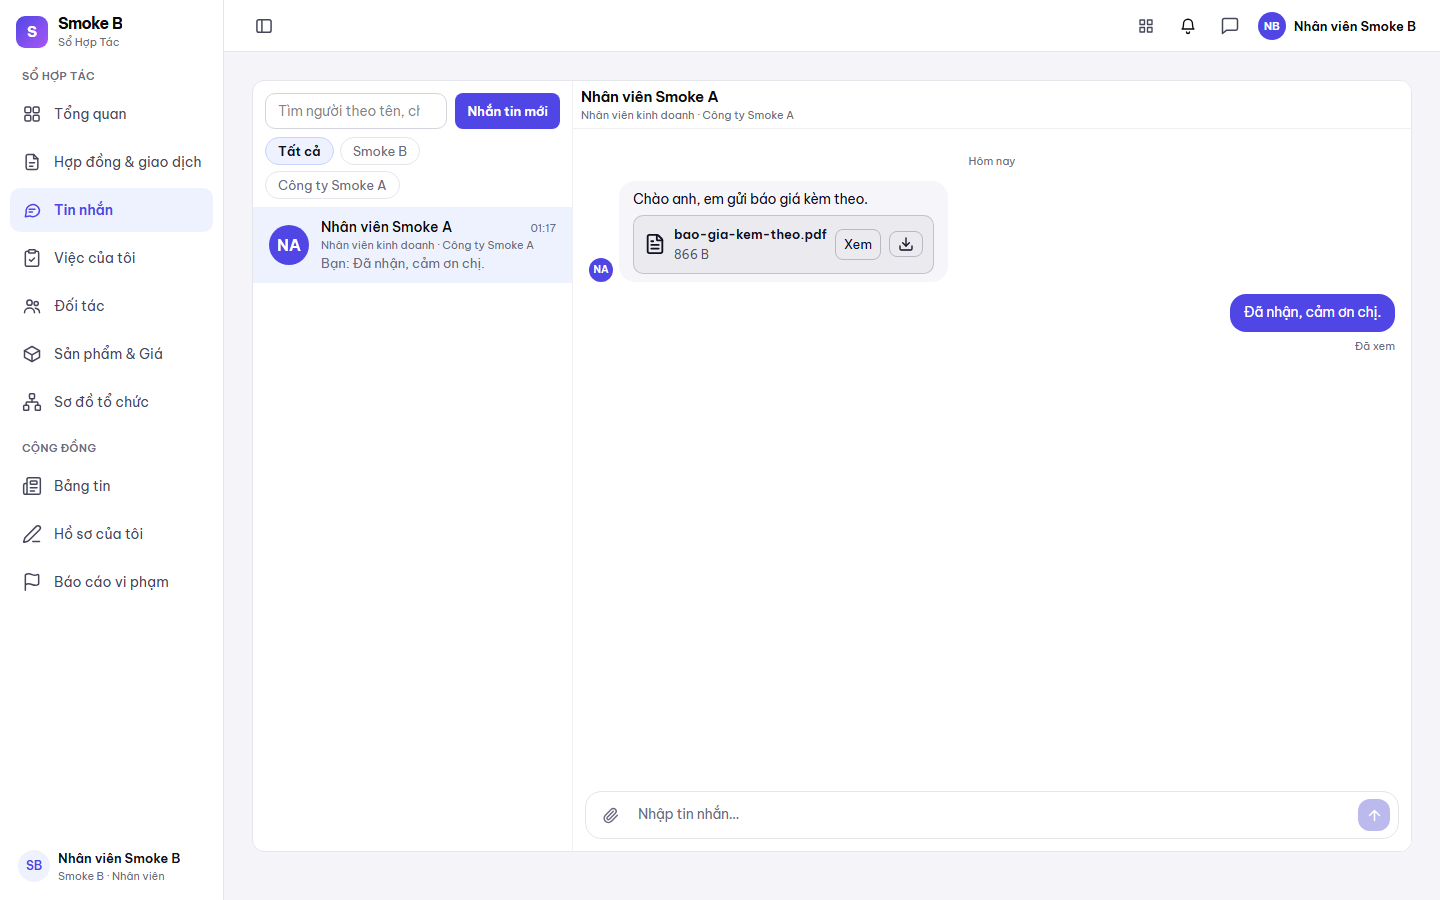 S
Smoke B
Sổ Hợp Tác
SỔ HỢP TÁC
Tổng quan
Hợp đồng & giao dịch
Tin nhắn
Việc của tôi
Đối tác
Sản phẩm & Giá
Sơ đồ tổ chức
CỘNG ĐỒNG
Bảng tin
Hồ sơ của tôi
Báo cáo vi phạm
SB
Nhân viên Smoke B
Smoke B · Nhân viên
NB
Nhân viên Smoke B
Tìm người theo tên, cl
Nhắn tin mới
Tất cả
Smoke B
Công ty Smoke A
NA
Nhân viên Smoke A
01:17
Nhân viên kinh doanh · Công ty Smoke A
Bạn: Đã nhận, cảm ơn chị.
Nhân viên Smoke A
Nhân viên kinh doanh · Công ty Smoke A
Hôm nay
Chào anh, em gửi báo giá kèm theo.
bao-gia-kem-theo.pdf
866 B
Xem
NA
Đã nhận, cảm ơn chị.
Đã xem
Nhập tin nhắn...